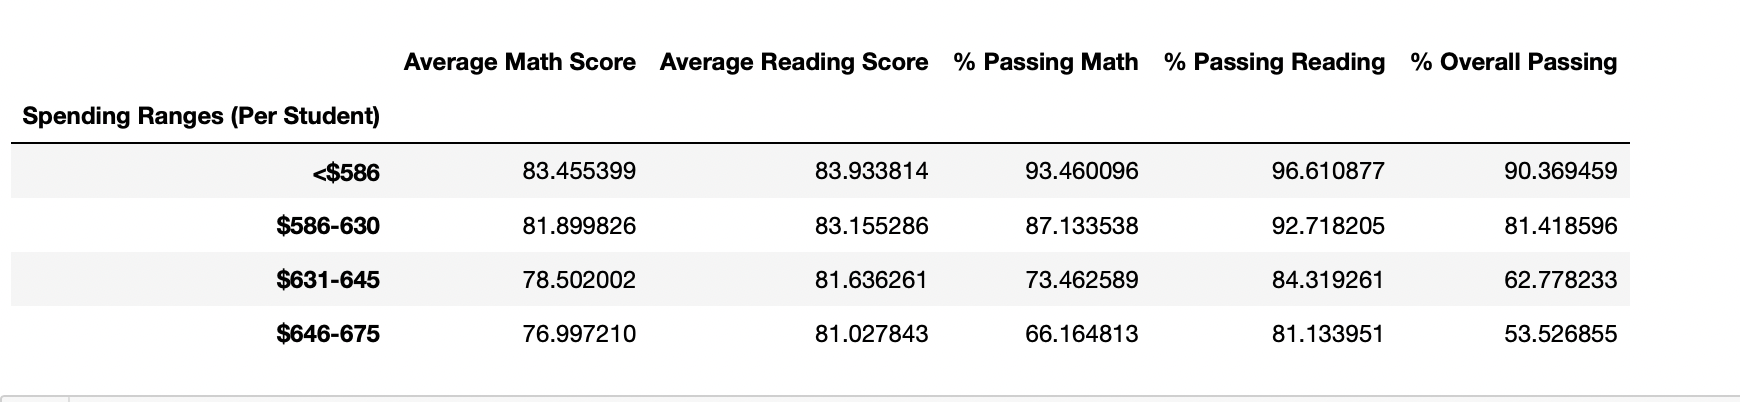 Average Math Score Average Reading Score % Passing Math % Passing Reading % Overall Passing
Spending Ranges (Per Student)
<$586 83.455399 83.933814 93.460096 96.610877 90.369459
$586-630 81.899826 83.155286 87.133538 92.718205 81.418596
$631-645 78.502002 81.636261 73.462589 84.319261 62.778233
$646-675 76.997210 81.027843 66.164813 81.133951 53.526855